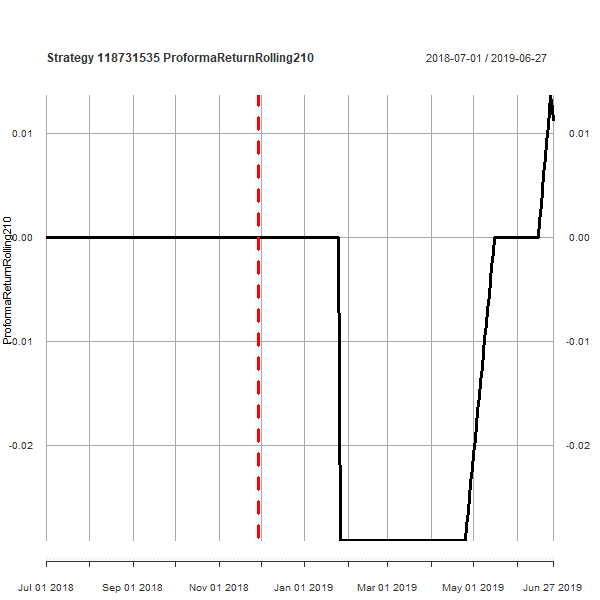 Strategy 118731535 ProformaReturnRolling210
2018-07-01 / 2019-06-27
ProformaReturnRolling210
0.01
0.00
-0.01
-0.02
0.01
0.00
-0.01
-0.02
Jul 01 2018
Sep 01 2018
Nov 01 2018
Jan 01 2019
Mar 01 2019
May 01 2019
Jun 27 2019